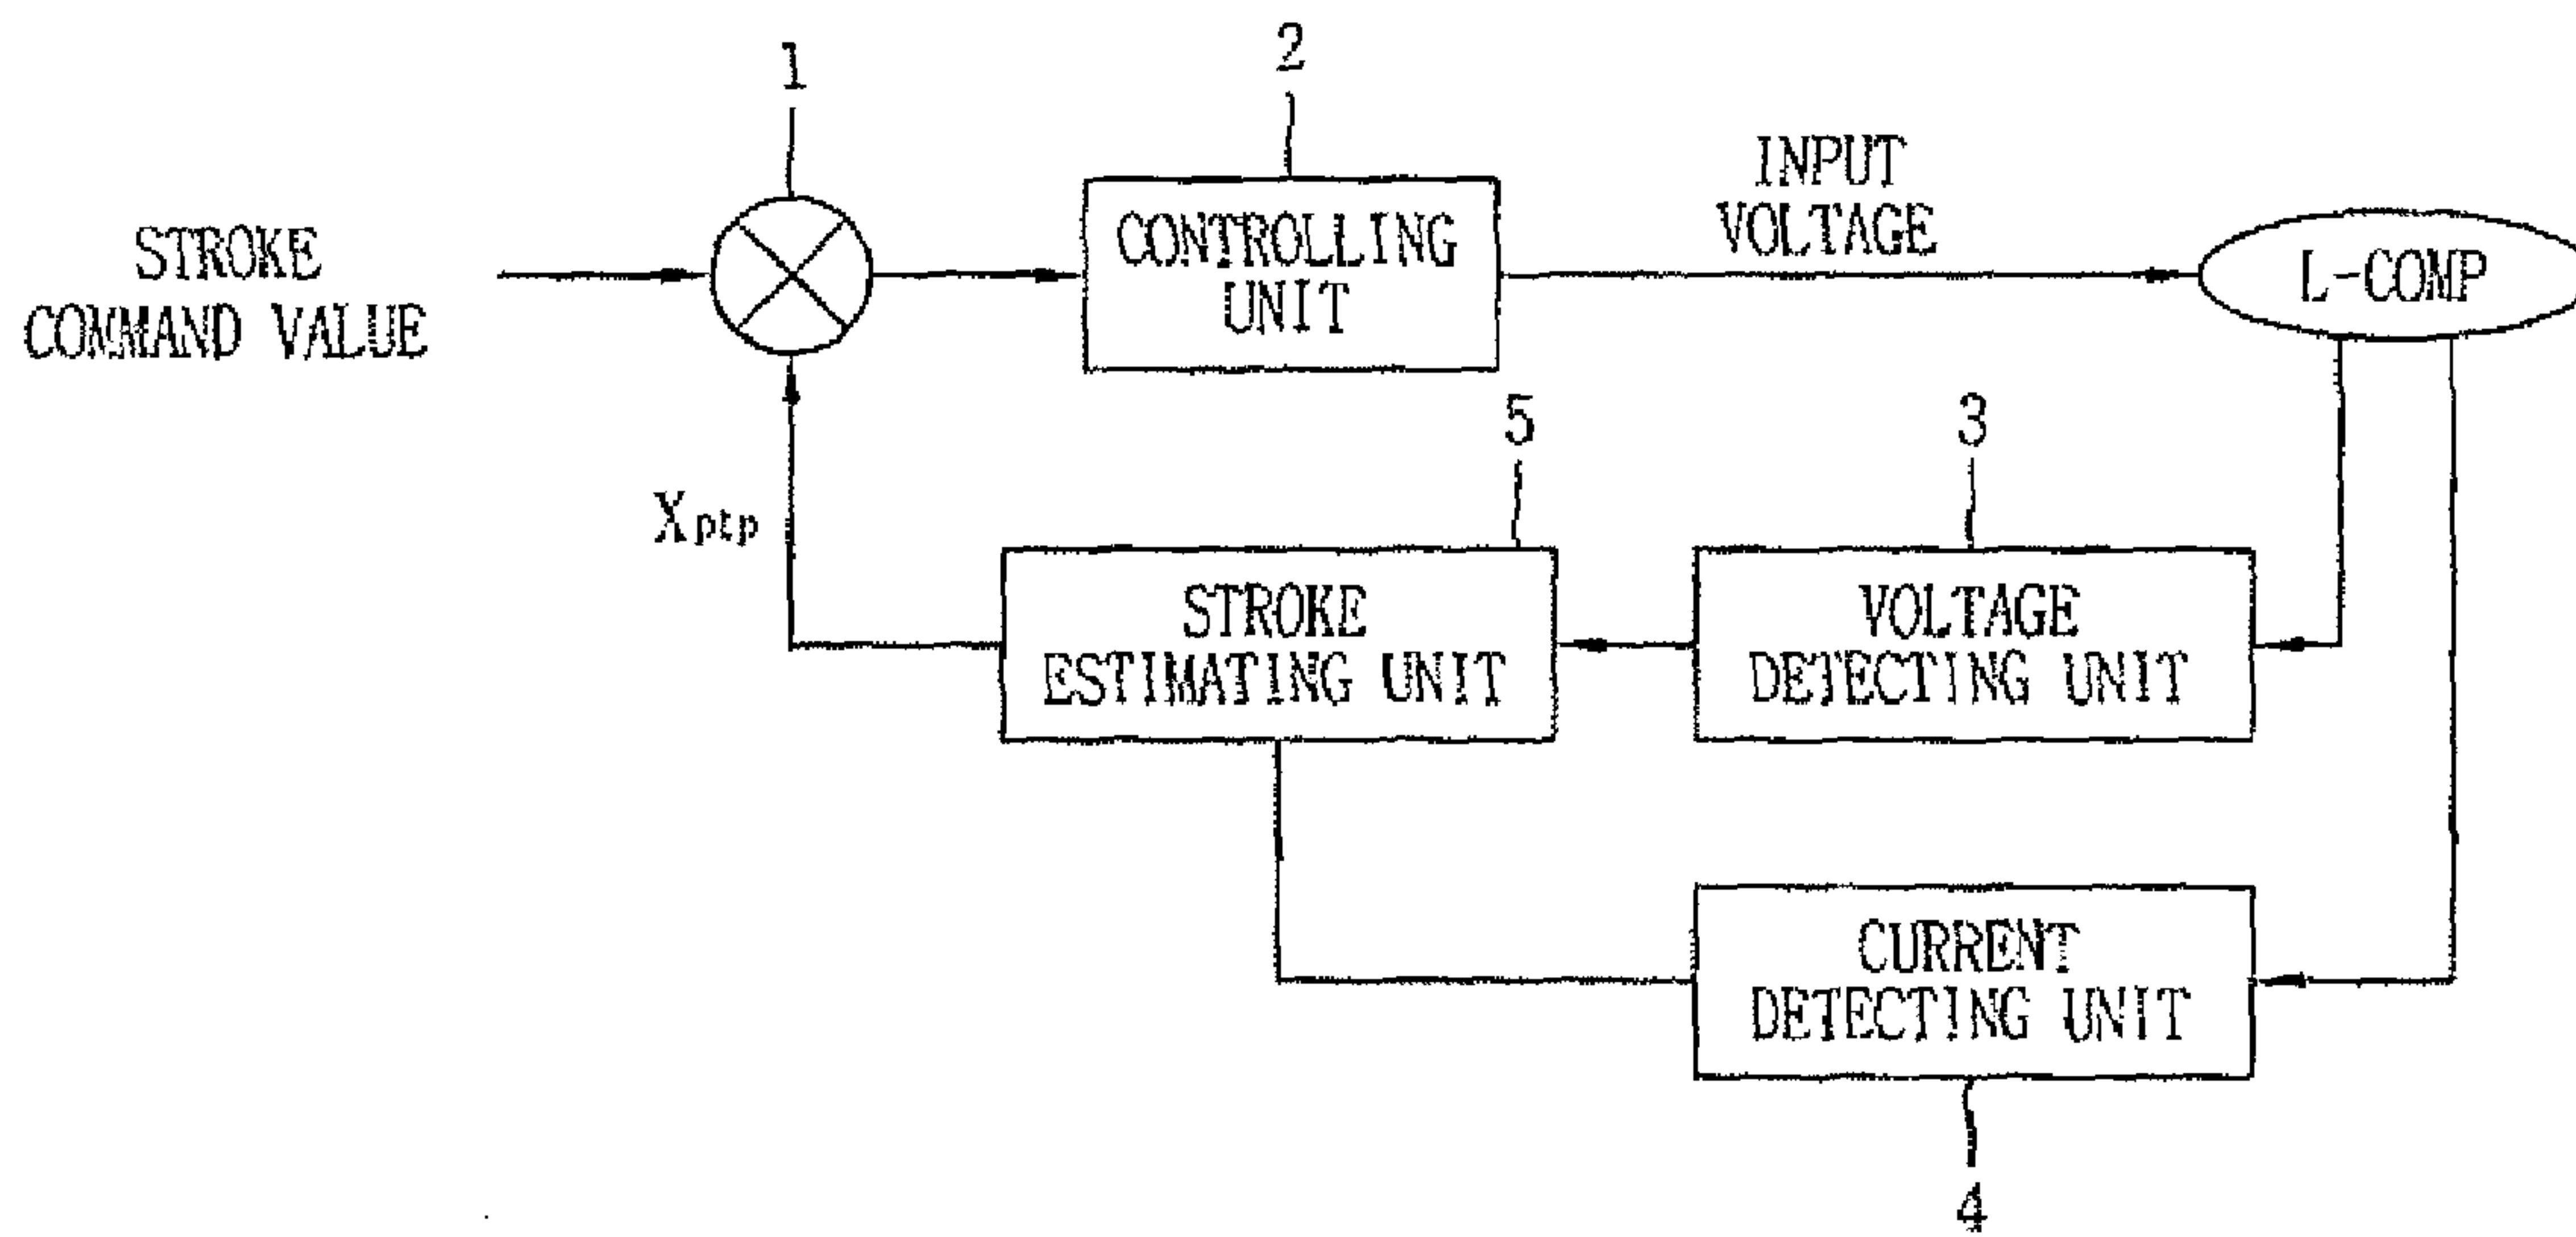 1
2
INPUT
VOLTAGE
STROKE
COMMAND VALUE
CONTROLLING
UNIT
L-COMP
5
3
Xptp
STROKE
ESTIMATING UNIT
VOLTAGE
DETECTING UNIT
CURRENT
DETECTING UNIT
4